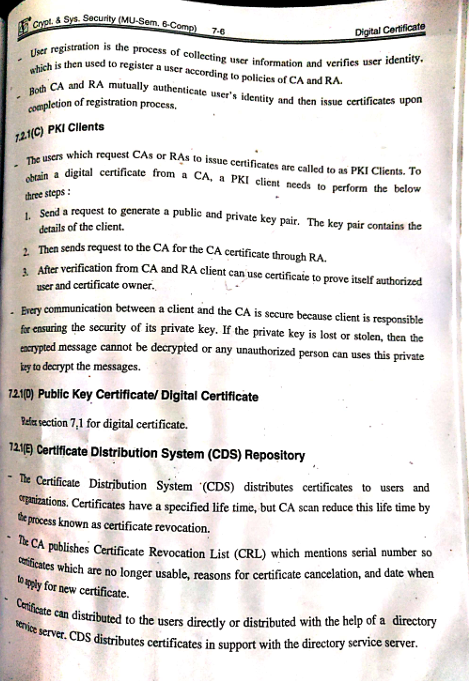 Crypt. & Sys. Security (MU-Sem. 6-Comp) 7-6 Digital Certificate
- User registration is the process of collecting user information and verifies user identity,
which is then used to register a user according to policies of CA and RA.
- Both CA and RA mutually authenticate user's identity and then issue certificates upon
completion of registration process.
7.2.1(C) PKI Clients
- The users which request CAs or RAs to issue certificates are called to as PKI Clients. To
obtain a digital certificate from a CA, a PKI client needs to perform the below
three steps :
1. Send a request to generate a public and private key pair. The key pair contains the
details of the client.
2. Then sends request to the CA for the CA certificate through RA.
3. After verification from CA and RA client can use certificate to prove itself authorized
user and certificate owner.
- Every communication between a client and the CA is secure because client is responsible
for ensuring the security of its private key. If the private key is lost or stolen, then the
encrypted message cannot be decrypted or any unauthorized person can uses this private
key to decrypt the messages.
7.2.1(D) Public Key Certificate/ Digital Certificate
Refer section 7.1 for digital certificate.
7.2.1(E) Certificate Distribution System (CDS) Repository
- The Certificate Distribution System (CDS) distributes certificates to users and
organizations. Certificates have a specified life time, but CA scan reduce this life time by
the process known as certificate revocation.
- The CA publishes Certificate Revocation List (CRL) which mentions serial number so
certificates which are no longer usable, reasons for certificate cancelation, and date when
to apply for new certificate.
- Certificate can distributed to the users directly or distributed with the help of a directory
service server. CDS distributes certificates in support with the directory service server.